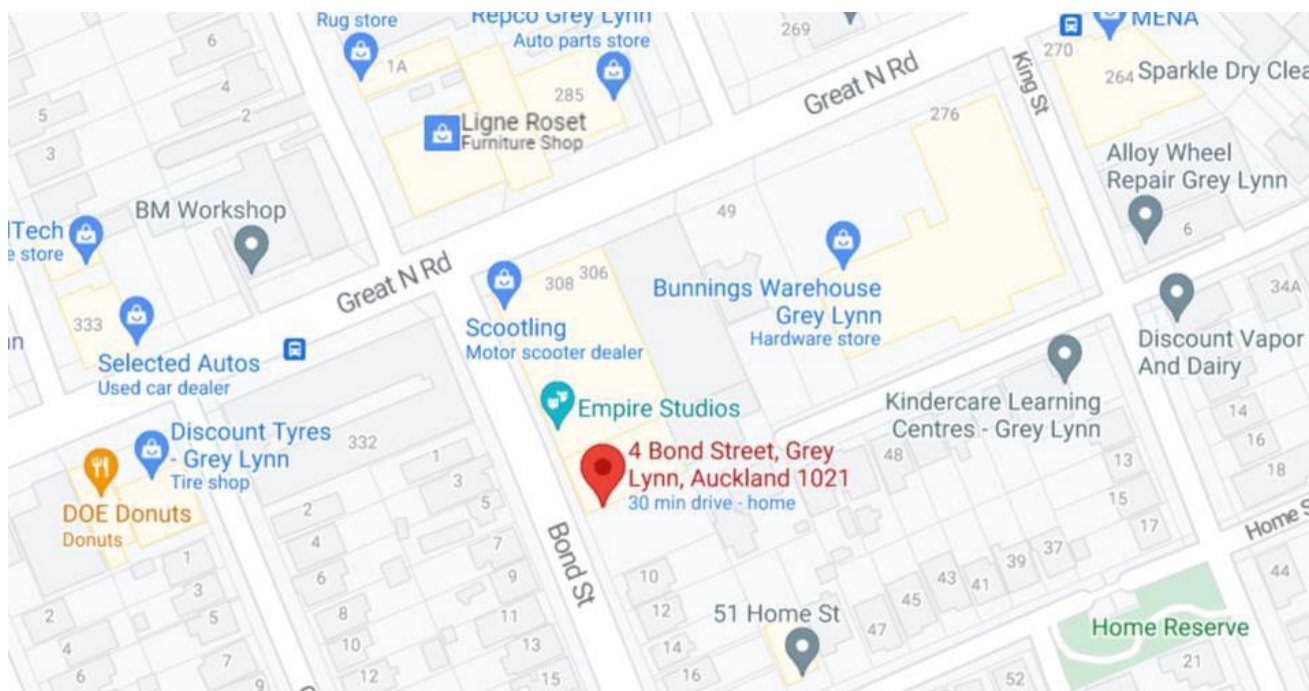 Rug store
1A
Repco Grey Lynn
Auto parts store
285
269
270
MENA
264
Sparkle Dry Clea
King St
Great N Rd
276
6
4
2
5
3
Ligne Roset
Furniture Shop
Alloy Wheel
Repair Grey Lynn
6
BM Workshop
49
lTech
e store
Great N Rd
308
306
Bunnings Warehouse
Grey Lynn
Hardware store
34A
333
Scootling
Motor scooter dealer
Discount Vapor
And Dairy
an
Selected Autos
Used car dealer
Empire Studios
Kindercare Learning
Centres - Grey Lynn
14
16
18
Discount Tyres
- Grey Lynn
Tire shop
332
1
3
5
4 Bond Street, Grey
Lynn, Auckland 1021
30 min drive - home
48
13
15
17
DOE Donuts
Donuts
Bond St
Home S
2
4
6
8
10
12
7
9
11
13
15
10
12
14
16
51 Home St
47
45
43
41
39
37
44
Home Reserve
52
21
1
3
5
7
9
2
4
6